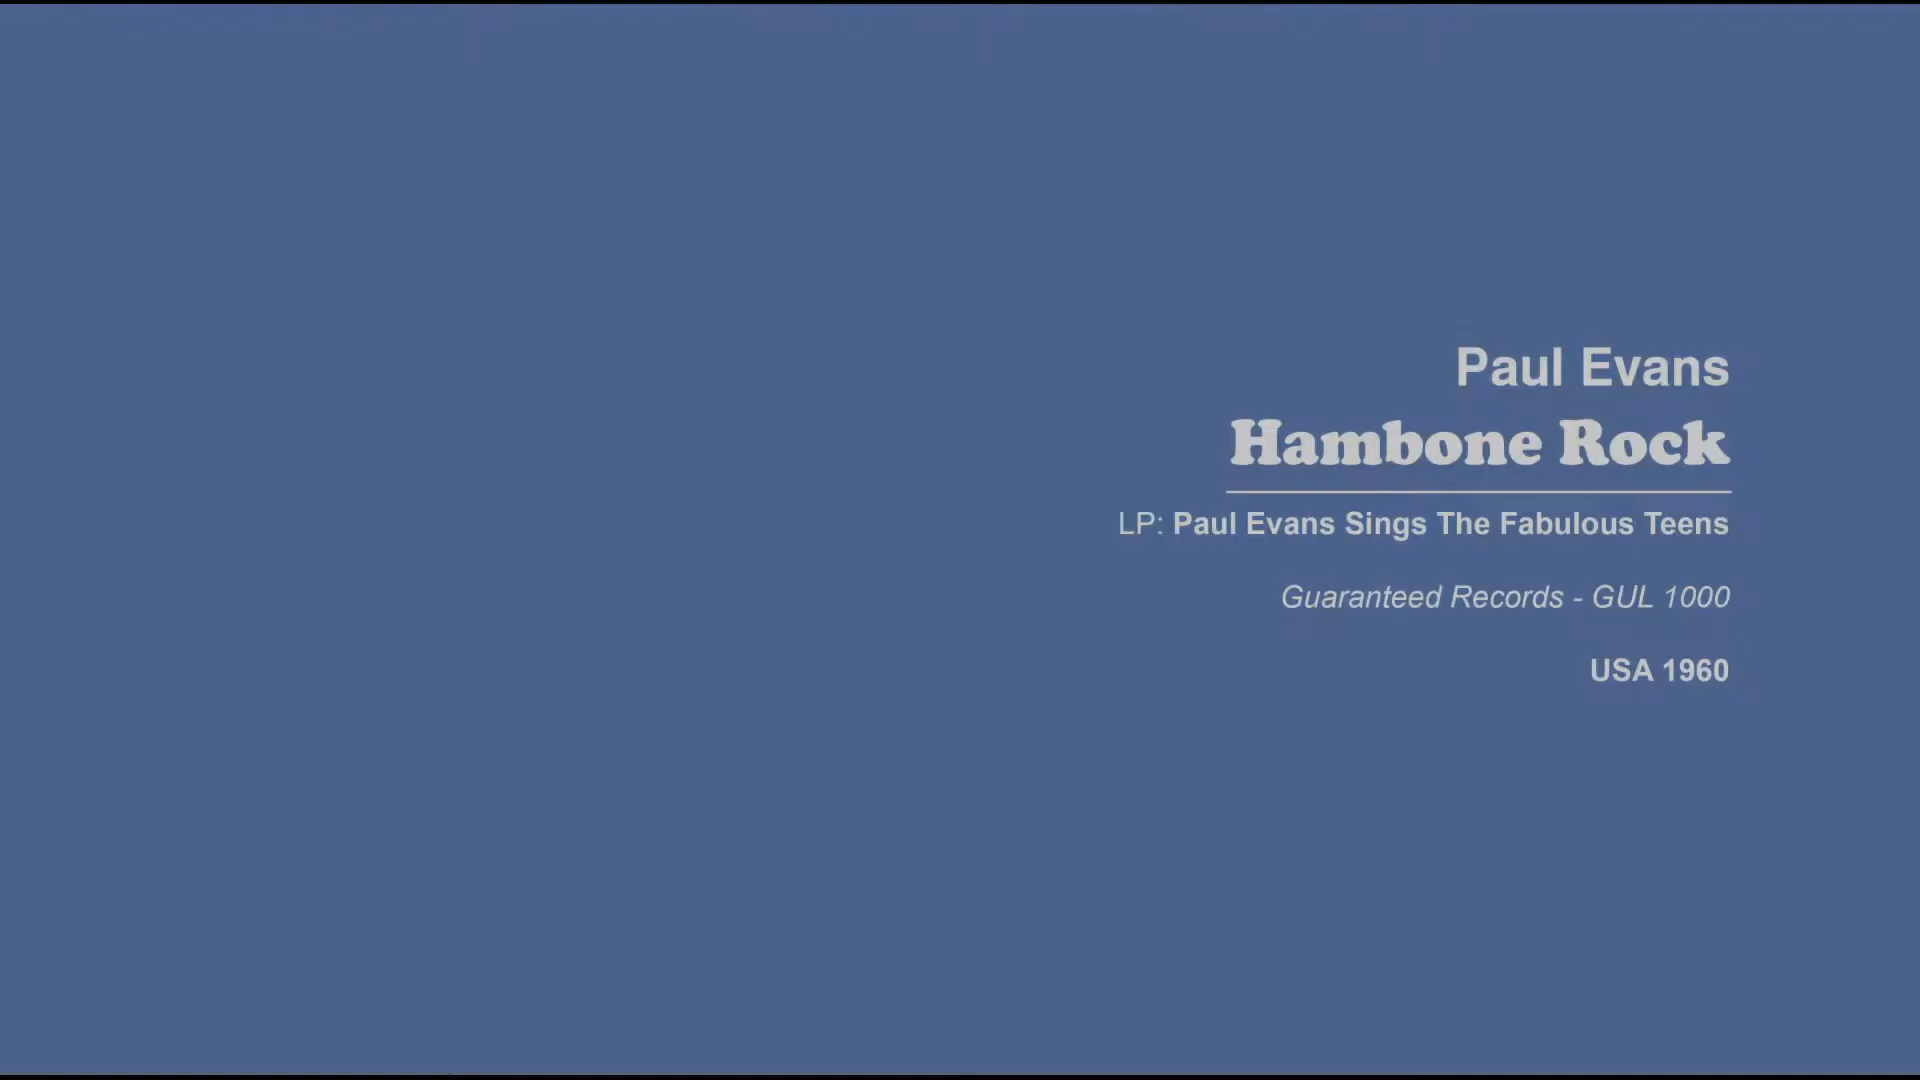 Paul Evans
Hambone Rock
LP: Paul Evans Sings The Fabulous Teens
Guaranteed Records - GUL 1000
USA 1960